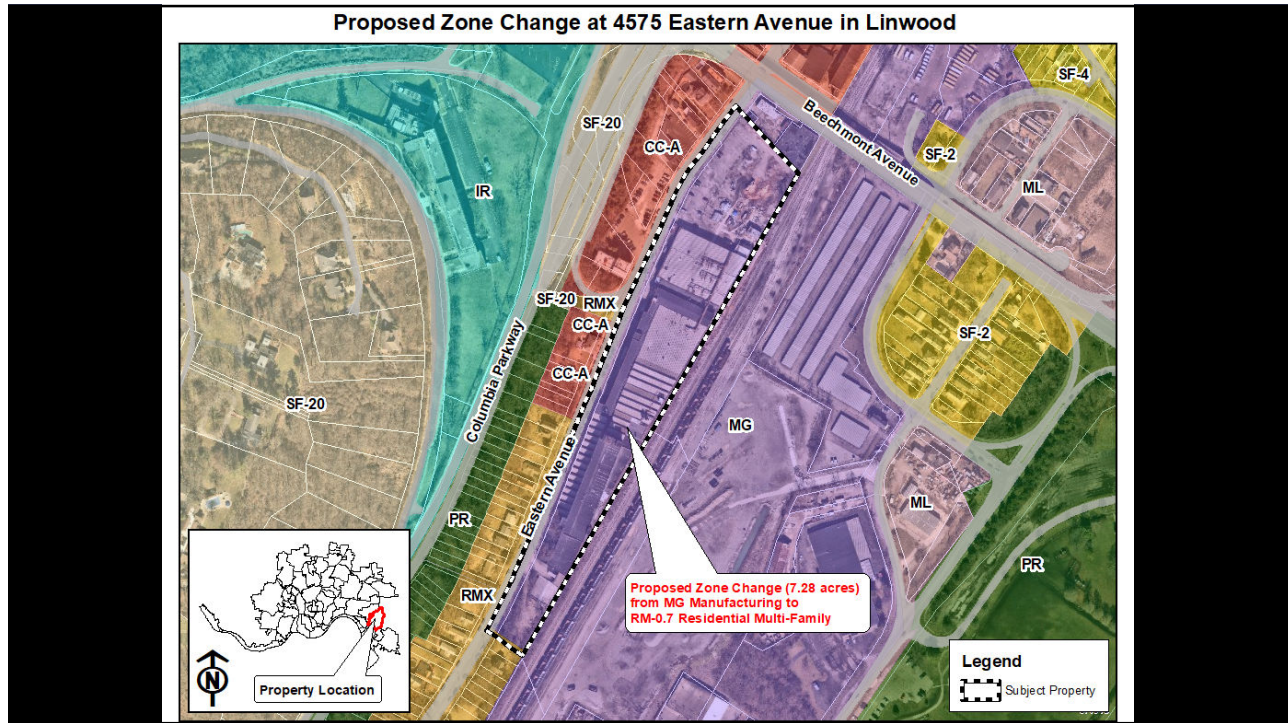 Proposed Zone Change at 4575 Eastern Avenue in Linwood
SF-4
SF-20
Beechmont Avenue
CC-A
SF-2
ML
IR
SF-20
RMX
CC-A
SF-2
CC-A
Columbia Parkway
SF-20
MG
Eastern Avenue
ML
PR
PR
Proposed Zone Change (7.28 acres)
from MG Manufacturing to
RM-0.7 Residential Multi-Family
RMX
N
Property Location
Legend
Subject Property